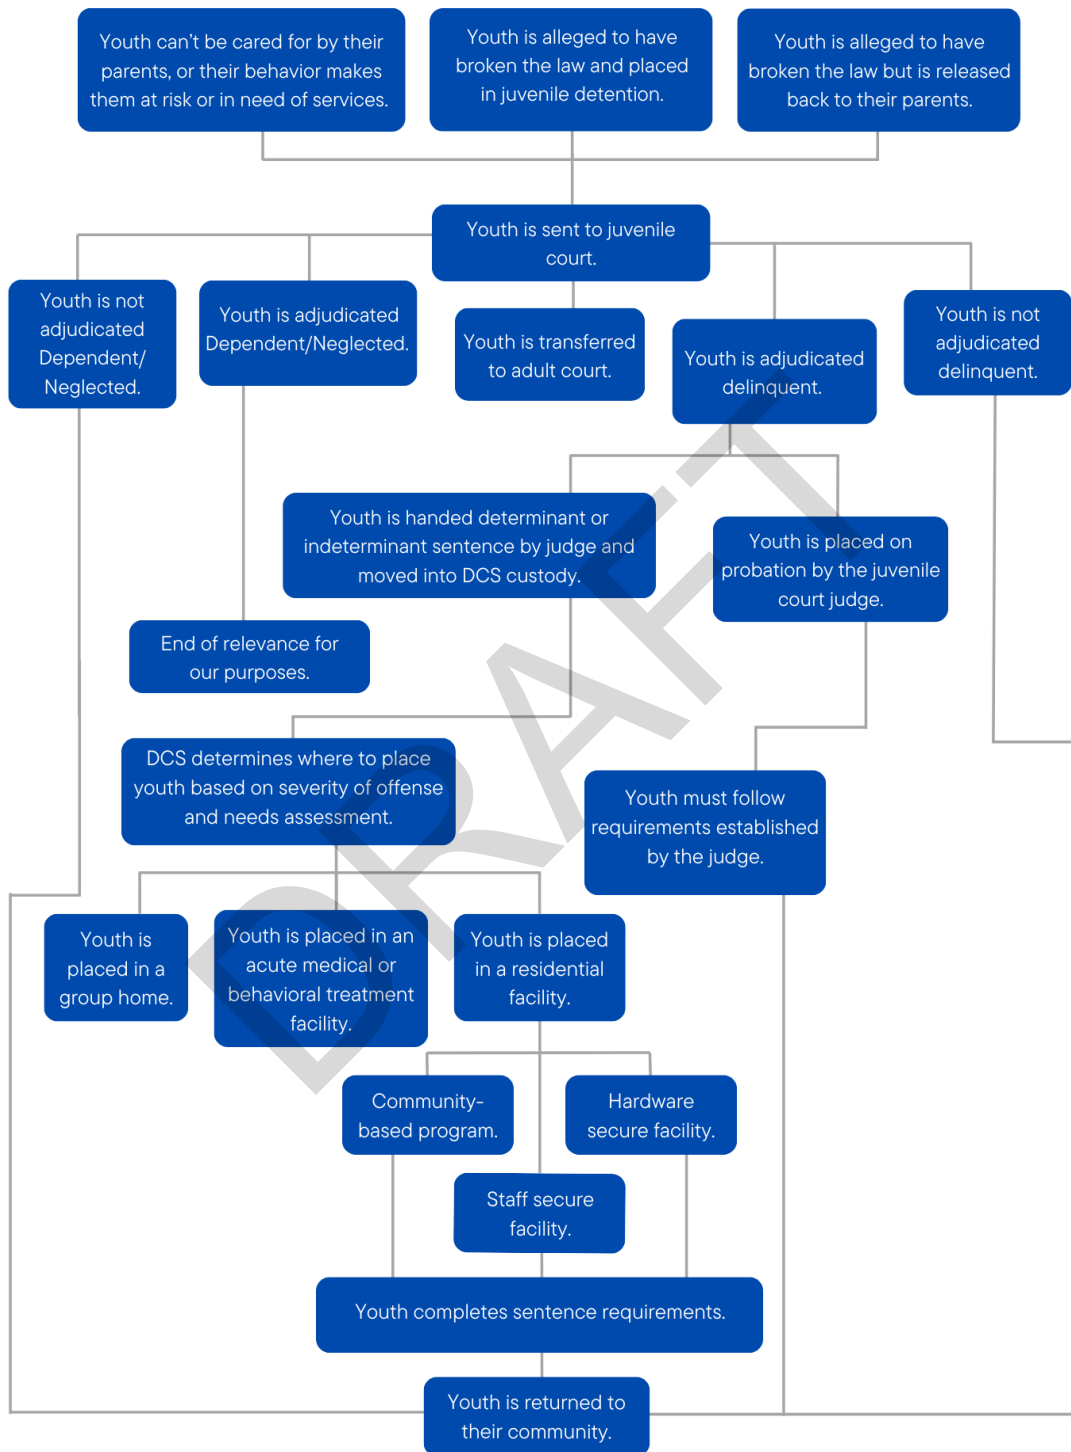 Youth can't be cared for by their
parents, or their behavior makes
them at risk or in need of services.
Youth is alleged to have
broken the law and placed
in juvenile detention.
Youth is alleged to have
broken the law but is released
back to their parents.
Youth is sent to juvenile
court.
Youth is not
adjudicated
Dependent/
Neglected.
Youth is adjudicated
Dependent/Neglected.
Youth is transferred
to adult court.
Youth is adjudicated
delinquent.
Youth is not
adjudicated
delinquent.
Youth is handed determinant or
indeterminant sentence by judge and
moved into DCS custody.
Youth is placed on
probation by the juvenile
court judge.
End of relevance for
our purposes.
DCS determines where to place
youth based on severity of offense
and needs assessment.
Youth must follow
requirements established
by the judge.
Youth is
placed in a
group home.
Youth is placed in an
acute medical or
behavioral treatment
facility.
Youth is placed
in a residential
facility.
Community-
based program.
Hardware
secure facility.
Staff secure
facility.
Youth completes sentence requirements.
Youth is returned to
their community.
DRAFT